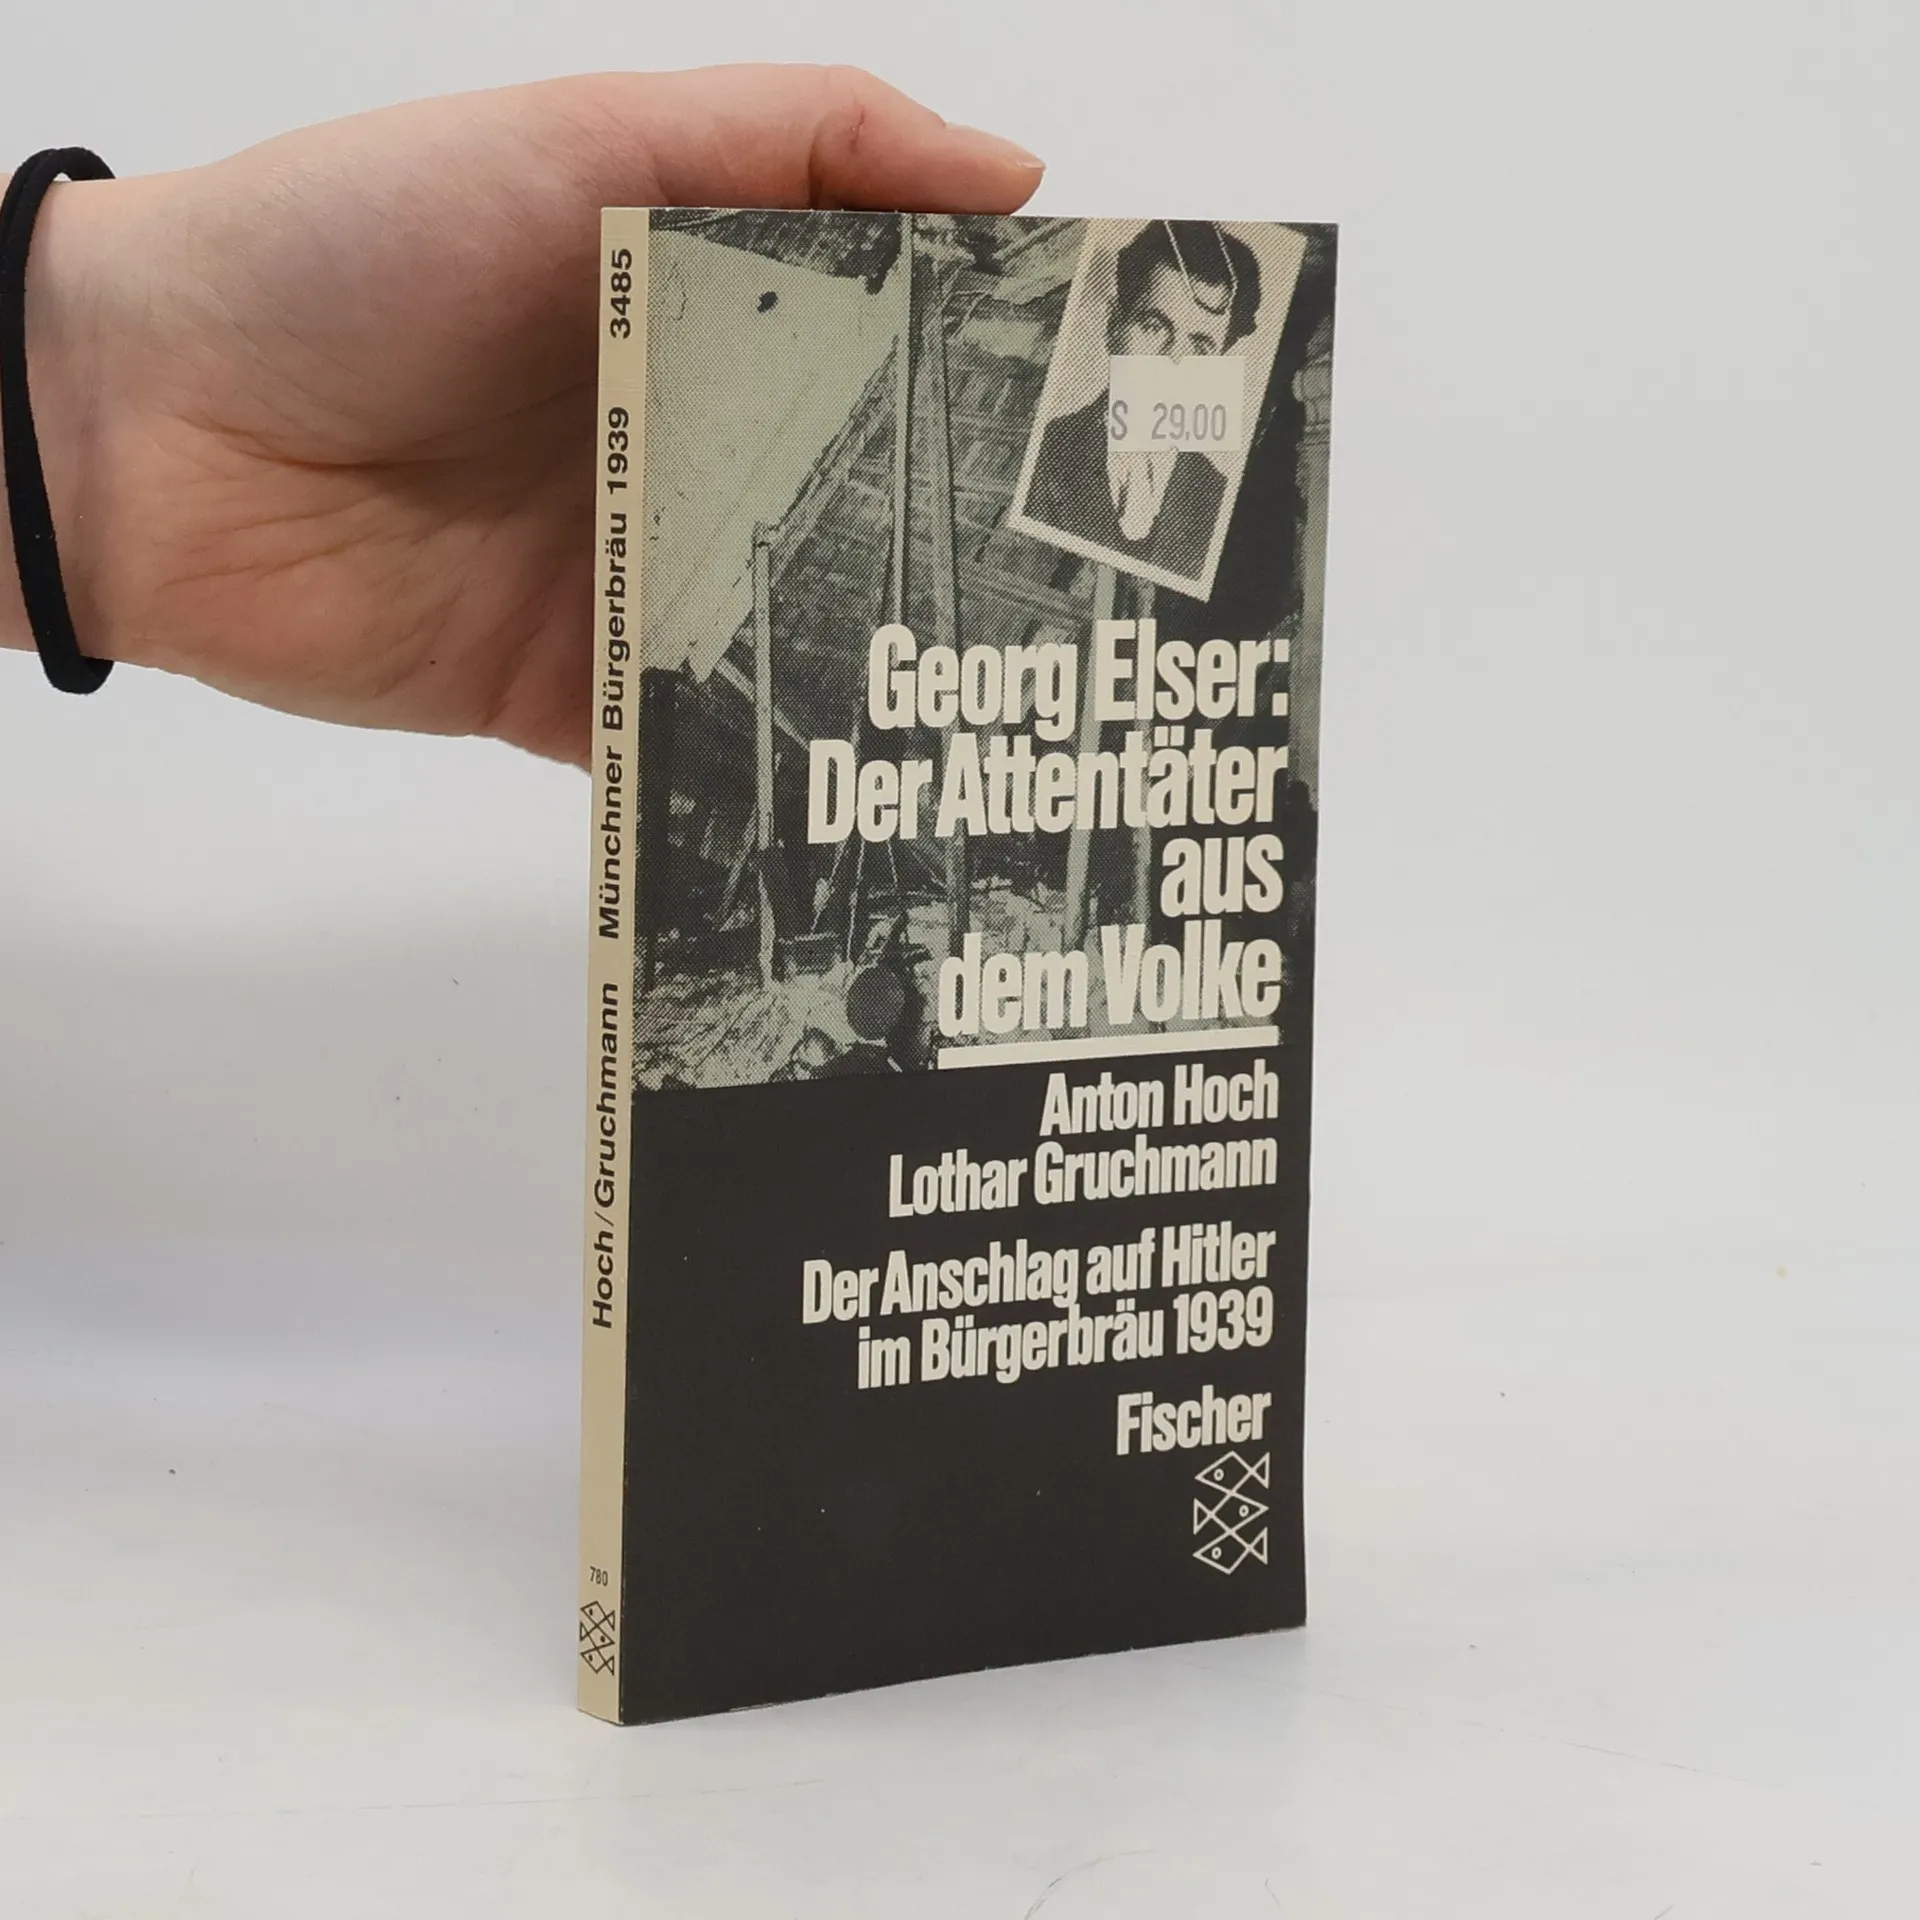 Hoch/Gruchmann Münchner Bürgerbräu 1939 3485
780
S 29.00
Georg Elser:
Der Attentäter
aus
dem Volke
Anton Hoch
Lothar Gruchmann
Der Anschlag auf Hitler
im Bürgerbräu 1939
Fischer